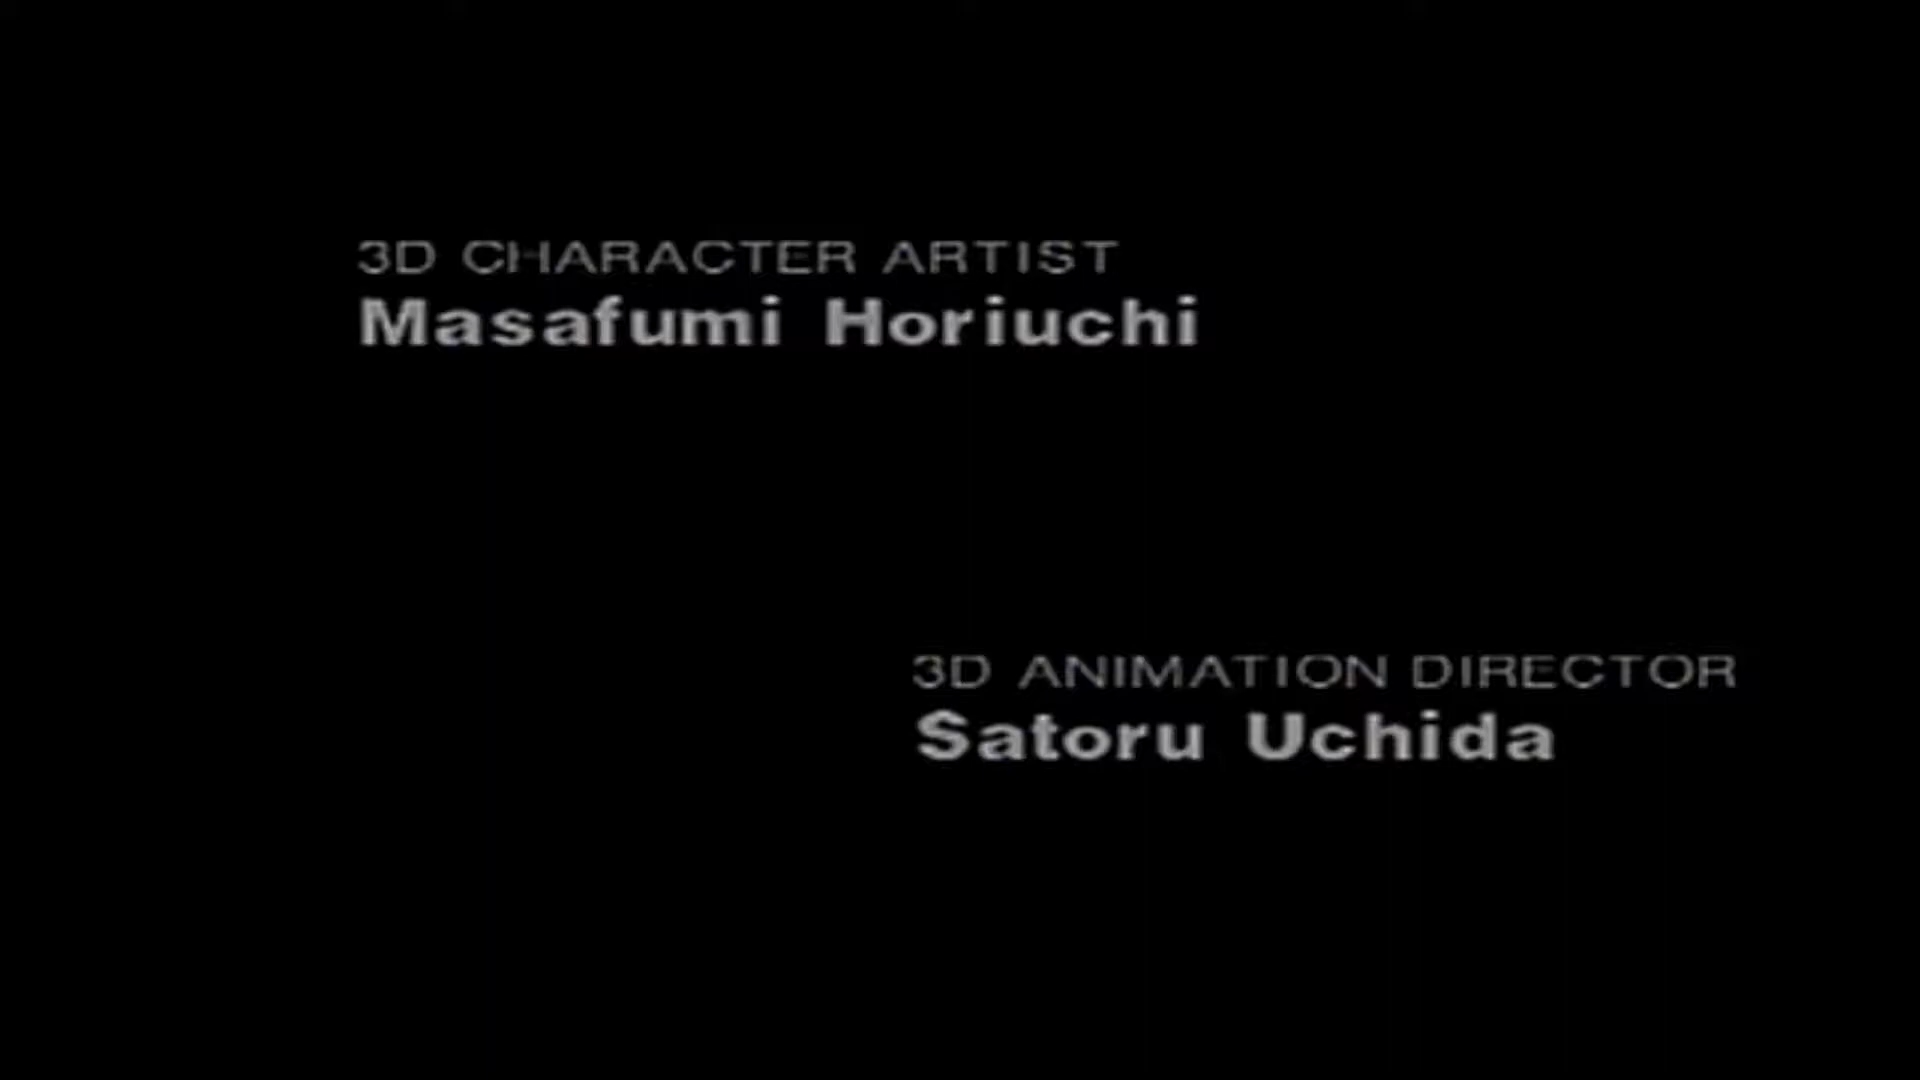 3D CHARACTER ARTIST
Masafumi Horiuchi
3D ANIMATION DIRECTOR
Satoru Uchida